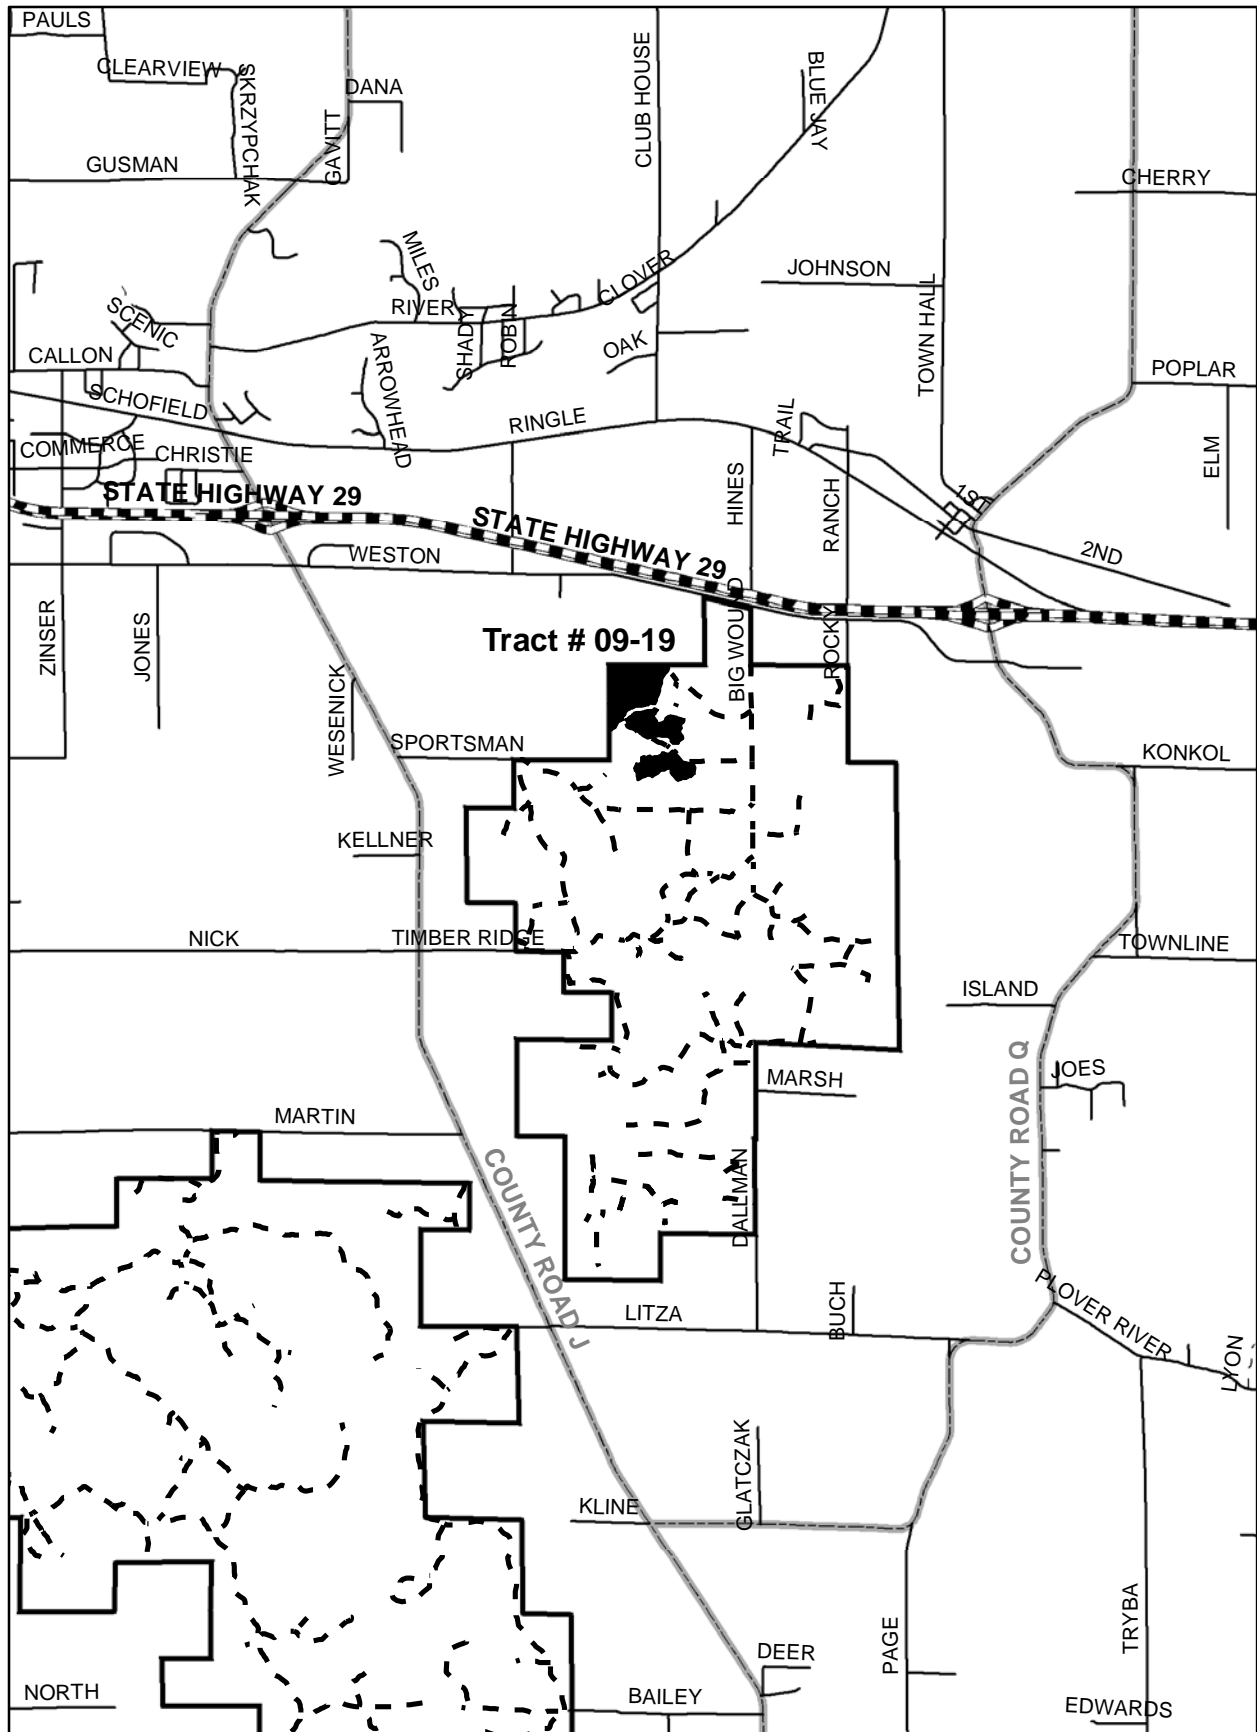 PAULS
CLEARVIEW
SKRZYPCHAK
DANA
GAVITT
GUSMAN
CLUB HOUSE
BLUE JAY
CHERRY
MILES
CLOVER
JOHNSON
TOWN HALL
SCENIC
RIVER
SHADY
ROBIN
OAK
CALLON
ARROWHEAD
POPLAR
SCHOFIELD
RINGLE
TRAIL
COMMERCE
CHRISTIE
ELM
STATE HIGHWAY 29
HINES
RANCH
1ST
STATE HIGHWAY 29
WESTON
2ND
ZINSER
JONES
Tract # 09-19
BIG WOUND
ROCKY
WESENICK
SPORTSMAN
KONKOL
KELLNER
NICK
TIMBER RIDGE
TOWNLINE
ISLAND
COUNTY ROAD Q
JOES
MARSH
MARTIN
COUNTY ROAD J
DALLMAN
LITZA
BUCH
PLOVER RIVER
LYON
GLATCZAK
KLINE
TRYBA
PAGE
DEER
NORTH
BAILEY
EDWARDS